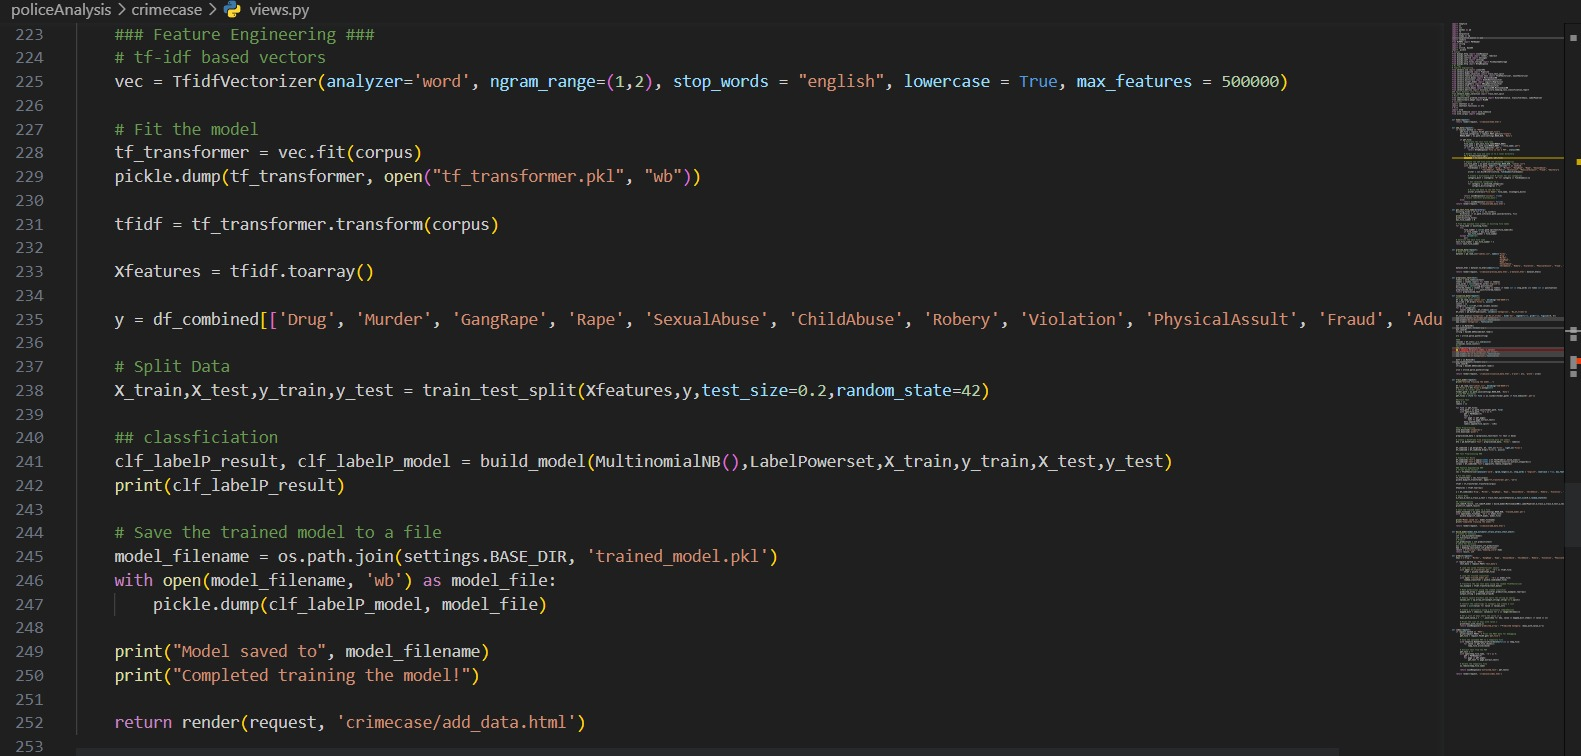 policeAnalysis > crimecase > views.py
223 ### Feature Engineering ###
224 # tf-idf based vectors
225 vec = TfidfVectorizer(analyzer='word', ngram_range=(1,2), stop_words = "english", lowercase = True, max_features = 500000)
226
227 # Fit the model
228 tf_transformer = vec.fit(corpus)
229 pickle.dump(tf_transformer, open("tf_transformer.pkl", "wb"))
230
231 tfidf = tf_transformer.transform(corpus)
232
233 Xfeatures = tfidf.toarray()
234
235 y = df_combined[['Drug', 'Murder', 'GangRape', 'Rape', 'SexualAbuse', 'ChildAbuse', 'Robery', 'Violation', 'PhysicalAssult', 'Fraud', 'Adu
236
237 # Split Data
238 X_train,X_test,y_train,y_test = train_test_split(Xfeatures,y,test_size=0.2,random_state=42)
239
240 ## classficiation
241 clf_labelP_result, clf_labelP_model = build_model(MultinomialNB(),LabelPowerset,X_train,y_train,X_test,y_test)
242 print(clf_labelP_result)
243
244 # Save the trained model to a file
245 model_filename = os.path.join(settings.BASE_DIR, 'trained_model.pkl')
246 with open(model_filename, 'wb') as model_file:
247 pickle.dump(clf_labelP_model, model_file)
248
249 print("Model saved to", model_filename)
250 print("Completed training the model!")
251
252 return render(request, 'crimecase/add_data.html')
253